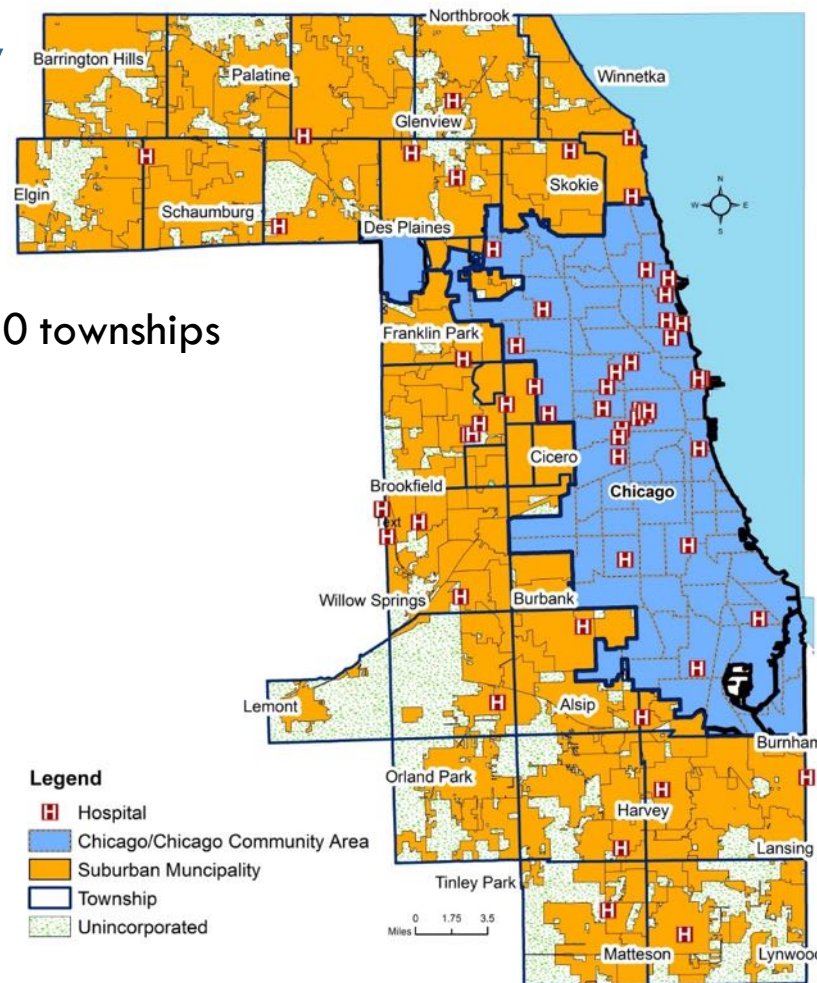 Northbrook
Barrington Hills
Palatine
Winnetka
Glenview
Elgin
Skokie
Schaumburg
Des Plaines
N
W E
S
0 townships
Franklin Park
Cicero
Brookfield
Chicago
Text
Willow Springs
Burbank
Lemont
Alsip
Burnham
Orland Park
Harvey
Lansing
Tinley Park
Matteson
Lynwood
Legend
H Hospital
Chicago/Chicago Community Area
Suburban Muncipality
Township
Unincorporated
0 1.75 3.5
Miles